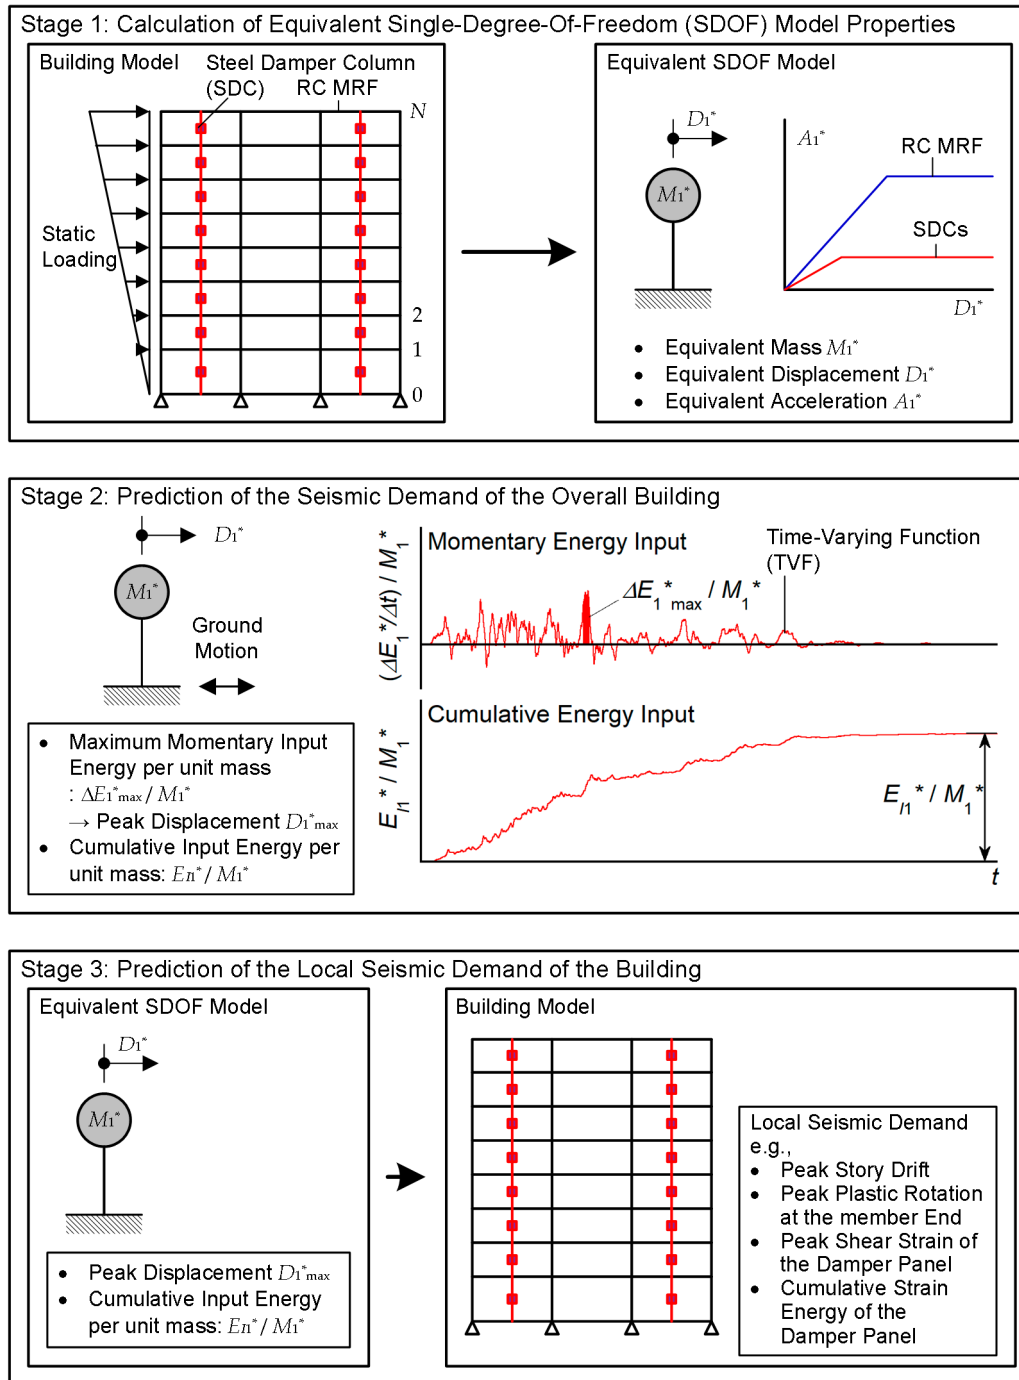 Stage 1: Calculation of Equivalent Single-Degree-Of-Freedom (SDOF) Model Properties
Building Model
Steel Damper Column
(SDC)
RC MRF
N
Static
Loading
2
1
0
Equivalent SDOF Model
D₁*
M₁*
A₁*
RC MRF
SDCs
D₁*
• Equivalent Mass M₁*
• Equivalent Displacement D₁*
• Equivalent Acceleration A₁*
Stage 2: Prediction of the Seismic Demand of the Overall Building
D₁*
M₁*
Ground
Motion
• Maximum Momentary Input
Energy per unit mass
: ΔE₁*max / M₁*
→ Peak Displacement D₁*max
• Cumulative Input Energy per
unit mass: EI1* / M₁*
(ΔE₁*/Δt) / M₁*
Momentary Energy Input
ΔE₁*max / M₁*
Time-Varying Function
(TVF)
EI1* / M₁*
Cumulative Energy Input
EI1* / M₁*
t
Stage 3: Prediction of the Local Seismic Demand of the Building
Equivalent SDOF Model
D₁*
M₁*
• Peak Displacement D₁*max
• Cumulative Input Energy
per unit mass: EI1* / M₁*
Building Model
Local Seismic Demand
e.g.,
• Peak Story Drift
• Peak Plastic Rotation
at the member End
• Peak Shear Strain of
the Damper Panel
• Cumulative Strain
Energy of the
Damper Panel